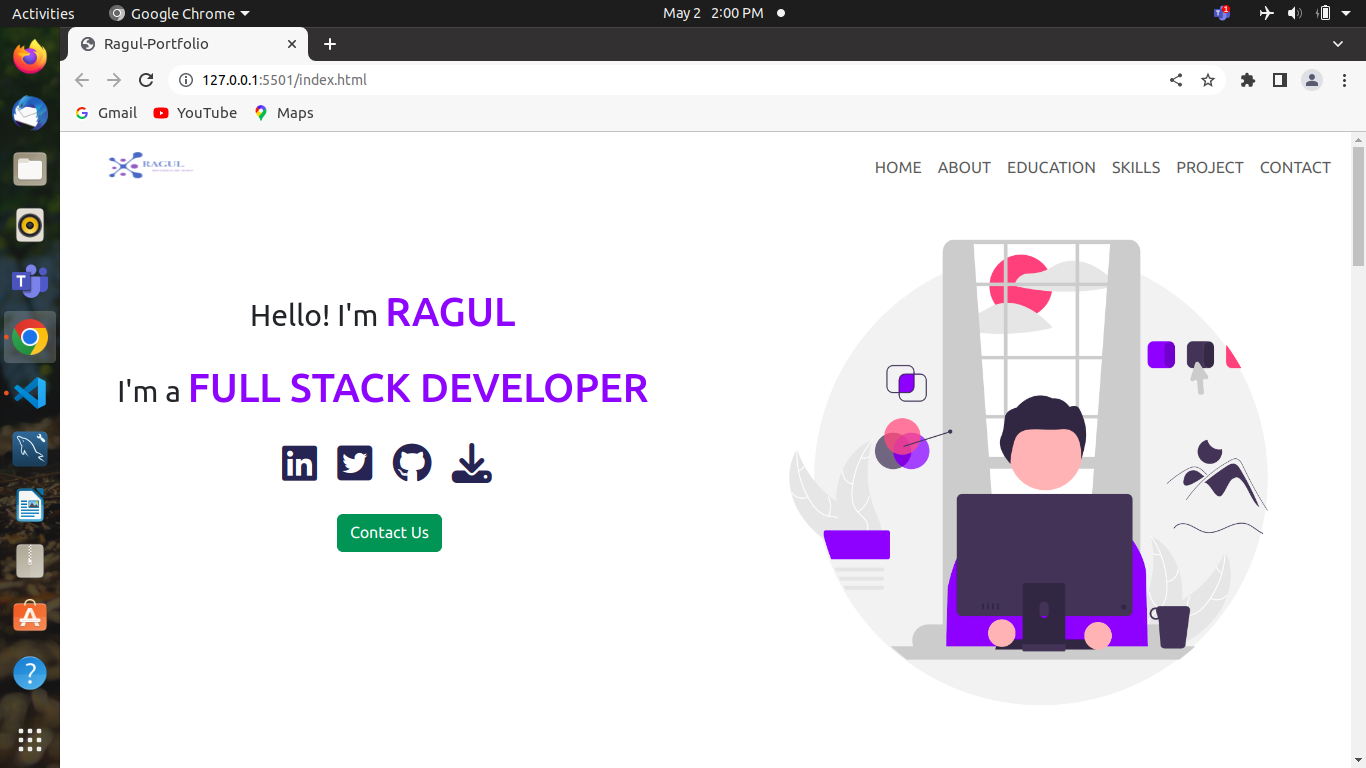 Activities Google Chrome May 2 2:00 PM 1
Ragul-Portfolio
127.0.0.1:5501/index.html
Gmail YouTube Maps
RAGUL HOME ABOUT EDUCATION SKILLS PROJECT CONTACT
Hello! I'm RAGUL
I'm a FULL STACK DEVELOPER
Contact Us